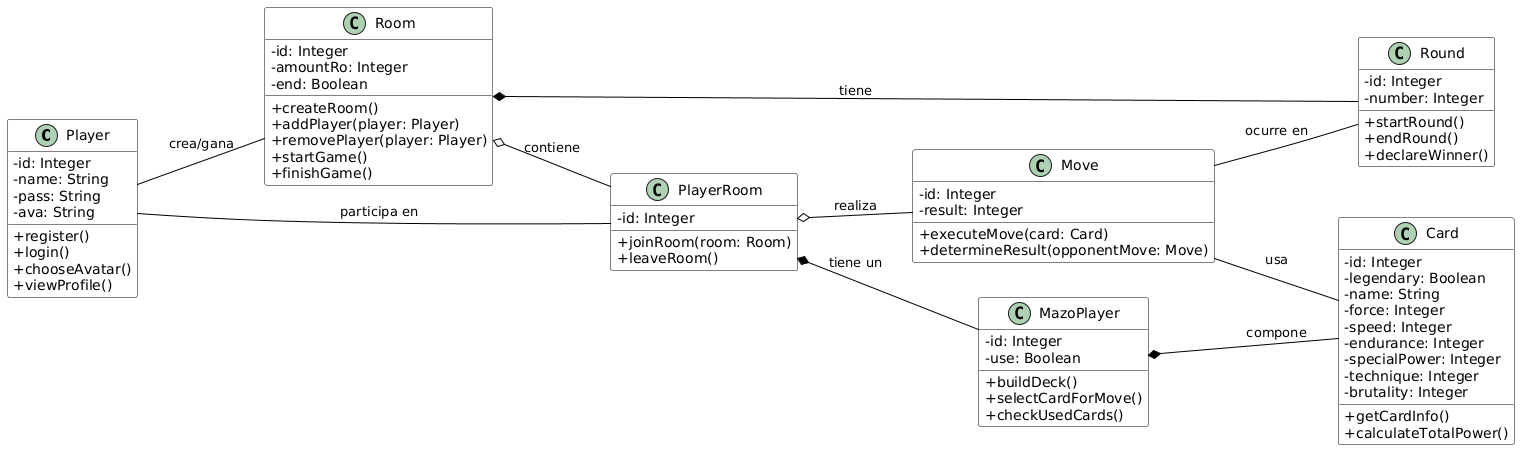 C Player
-id: Integer
-name: String
-pass: String
-ava: String
+register()
+login()
+chooseAvatar()
+viewProfile()
crea/gana
participa en
C Room
-id: Integer
-amountRo: Integer
-end: Boolean
+createRoom()
+addPlayer(player: Player)
+removePlayer(player: Player)
+startGame()
+finishGame()
tiene
contiene
C PlayerRoom
-id: Integer
+joinRoom(room: Room)
+leaveRoom()
realiza
tiene un
C Move
-id: Integer
-result: Integer
+executeMove(card: Card)
+determineResult(opponentMove: Move)
ocurre en
usa
C MazoPlayer
-id: Integer
-use: Boolean
+buildDeck()
+selectCardForMove()
+checkUsedCards()
compone
C Round
-id: Integer
-number: Integer
+startRound()
+endRound()
+declareWinner()
C Card
-id: Integer
-legendary: Boolean
-name: String
-force: Integer
-speed: Integer
-endurance: Integer
-specialPower: Integer
-technique: Integer
-brutality: Integer
+getCardInfo()
+calculateTotalPower()